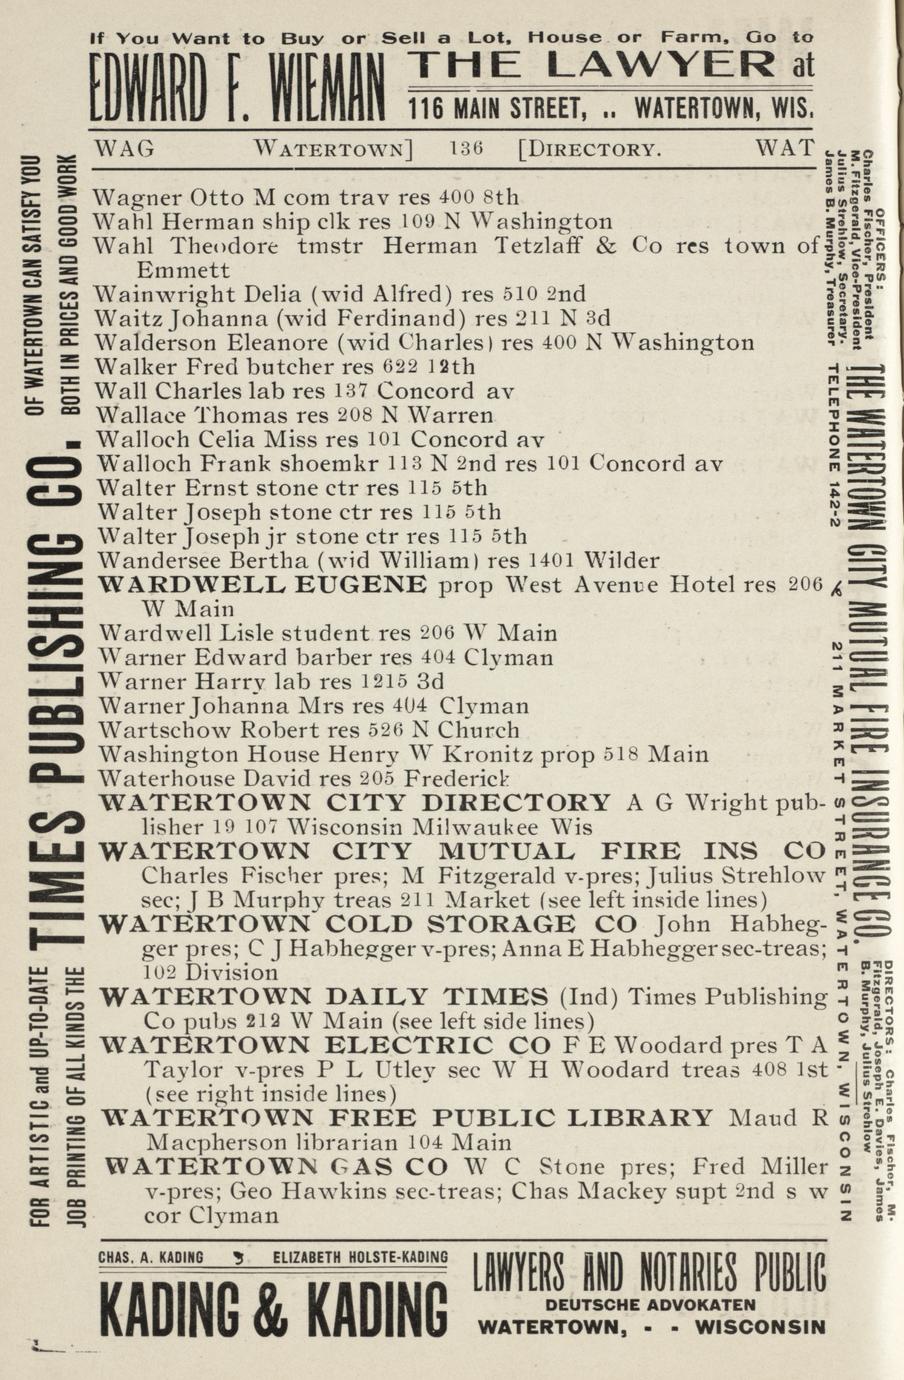 If You Want to Buy or Sell a Lot, House or Farm, Go to
EDWARD F. WIEMAN THE LAWYER at
116 MAIN STREET, .. WATERTOWN, WIS.
WAG WATERTOWN] 136 [DIRECTORY. WAT
Wagner Otto M com trav res 400 8th
Wahl Herman ship clk res 109 N Washington
Wahl Theodore tmstr Herman Tetzlaff & Co res town of
Emmett
Wainwright Delia (wid Alfred) res 510 2nd
Waitz Johanna (wid Ferdinand) res 211 N 3d
Walderson Eleanore (wid Charles) res 400 N Washington
Walker Fred butcher res 622 12th
Wall Charles lab res 137 Concord av
Wallace Thomas res 208 N Warren
Walloch Celia Miss res 101 Concord av
Walloch Frank shoemkr 113 N 2nd res 101 Concord av
Walter Ernst stone ctr res 115 5th
Walter Joseph stone ctr res 115 5th
Walter Joseph jr stone ctr res 115 5th
Wandersee Bertha (wid William) res 1401 Wilder
WARDWELL EUGENE prop West Avenue Hotel res 206
W Main
Wardwell Lisle student res 206 W Main
Warner Edward barber res 404 Clyman
Warner Harry lab res 1215 3d
Warner Johanna Mrs res 404 Clyman
Wartschow Robert res 526 N Church
Washington House Henry W Kronitz prop 518 Main
Waterhouse David res 205 Frederick
WATERTOWN CITY DIRECTORY A G Wright pub-
lisher 19 107 Wisconsin Milwaukee Wis
WATERTOWN CITY MUTUAL FIRE INS CO
Charles Fischer pres; M Fitzgerald v-pres; Julius Strehlow
sec; J B Murphy treas 211 Market (see left inside lines)
WATERTOWN COLD STORAGE CO John Habheg-
ger pres; C J Habhegger v-pres; Anna E Habhegger sec-treas;
102 Division
WATERTOWN DAILY TIMES (Ind) Times Publishing
Co pubs 212 W Main (see left side lines)
WATERTOWN ELECTRIC CO F E Woodard pres T A
Taylor v-pres P L Utley sec W H Woodard treas 408 1st
(see right inside lines)
WATERTOWN FREE PUBLIC LIBRARY Maud R
Macpherson librarian 104 Main
WATERTOWN GAS CO W C Stone pres; Fred Miller
v-pres; Geo Hawkins sec-treas; Chas Mackey supt 2nd s w
cor Clyman
CHAS. A. KADING ELIZABETH HOLSTE-KADING
KADING & KADING
LAWYERS AND NOTARIES PUBLIC
DEUTSCHE ADVOKATEN
WATERTOWN, - - WISCONSIN
FOR ARTISTIC and UP-TO-DATE
JOB PRINTING OF ALL KINDS THE
TIMES PUBLISHING CO.
OF WATERTOWN CAN SATISFY YOU
BOTH IN PRICES AND GOOD WORK
OFFICERS:
Charles Fischer, President
M. Fitzgerald, Vice-President
Julius Strehlow, Secretary.
James B. Murphy, Treasurer
THE WATERTOWN CITY MUTUAL FIRE INSURANCE CO.
TELEPHONE 142-2 211 MARKET STREET, WATERTOWN, WISCONSIN
DIRECTORS: Charles Fischer, M.
Fitzgerald, Joseph E. Davies, James
B. Murphy, Julius Strehlow